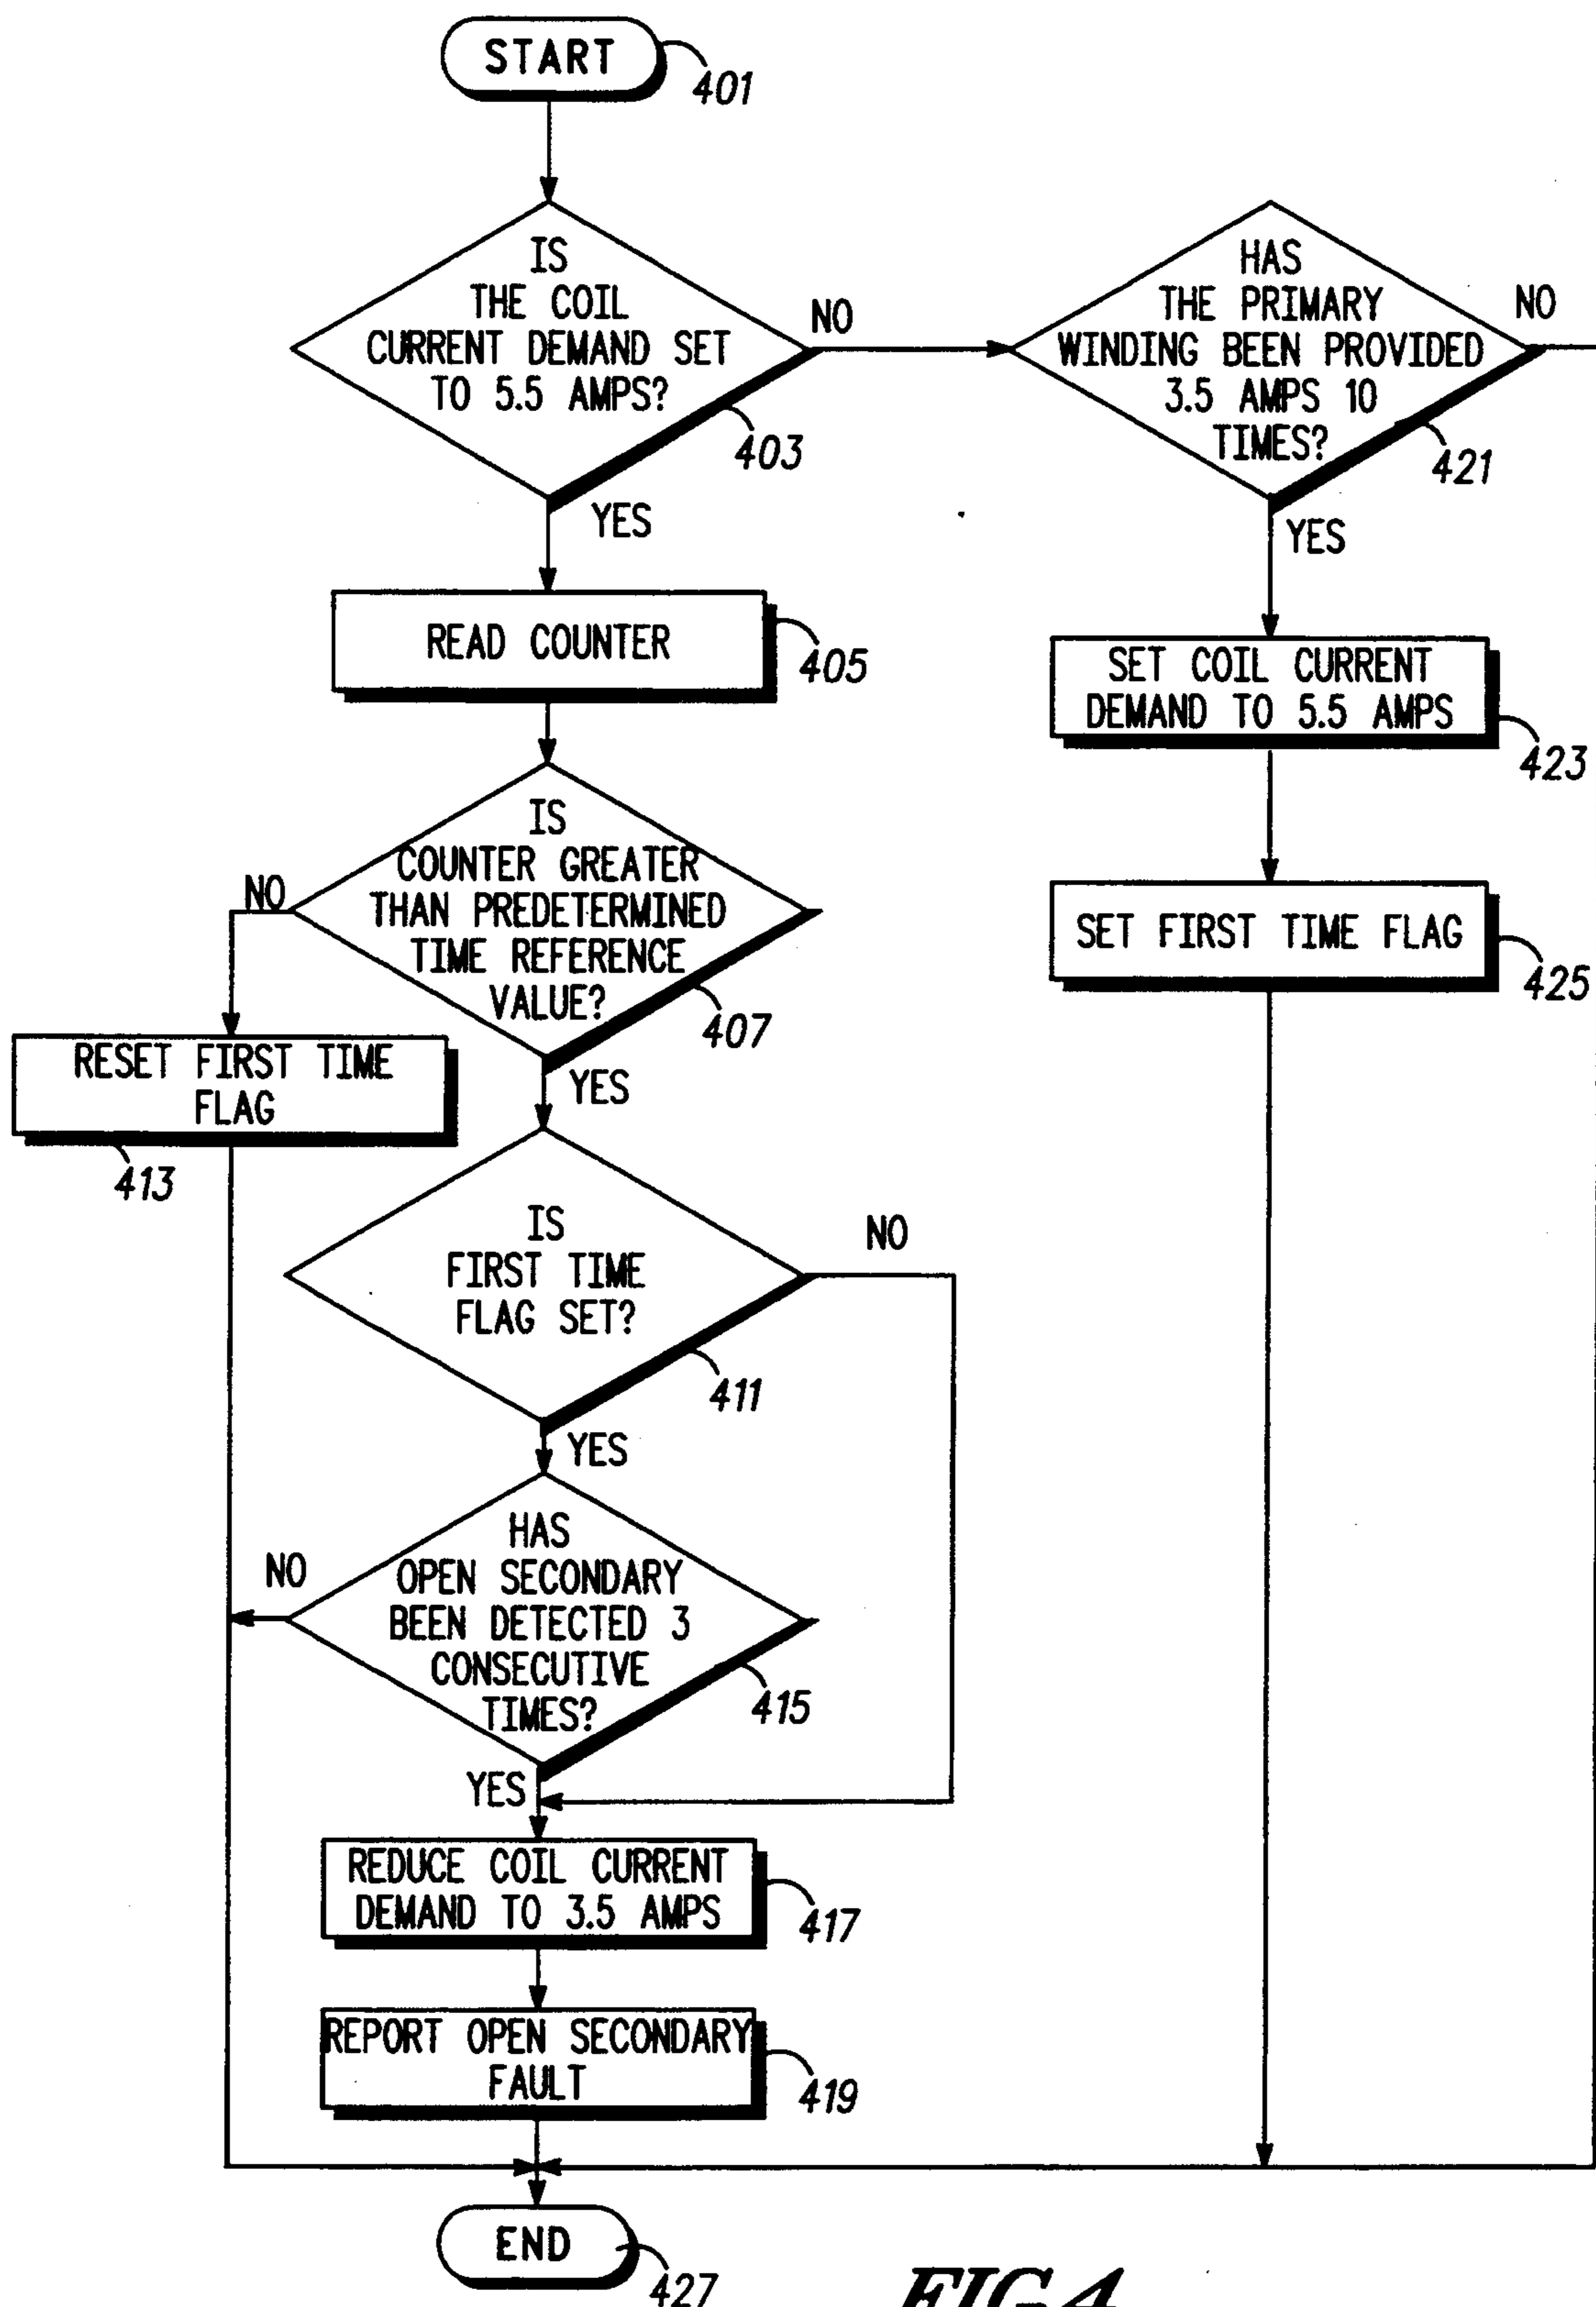 START
401
IS
THE COIL
CURRENT DEMAND SET
TO 5.5 AMPS?
403
NO
YES
HAS
THE PRIMARY
WINDING BEEN PROVIDED
3.5 AMPS 10
TIMES?
421
NO
YES
READ COUNTER
405
SET COIL CURRENT
DEMAND TO 5.5 AMPS
423
IS
COUNTER GREATER
THAN PREDETERMINED
TIME REFERENCE
VALUE?
407
NO
YES
SET FIRST TIME FLAG
425
RESET FIRST TIME
FLAG
413
IS
FIRST TIME
FLAG SET?
411
NO
YES
HAS
OPEN SECONDARY
BEEN DETECTED 3
CONSECUTIVE
TIMES?
415
NO
YES
REDUCE COIL CURRENT
DEMAND TO 3.5 AMPS
417
REPORT OPEN SECONDARY
FAULT
419
END
427
FIG.4